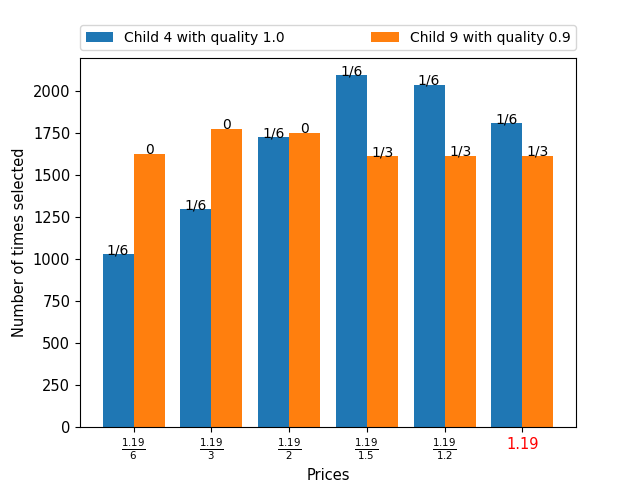 Child 4 with quality 1.0 Child 9 with quality 0.9
Number of times selected
2000
1750
1500
1250
1000
750
500
250
0
1/6 0 1/6 0 1/6 0 1/6 1/3 1/6 1/3 1/6 1/3
1.19/6 1.19/3 1.19/2 1.19/1.5 1.19/1.2 1.19
Prices